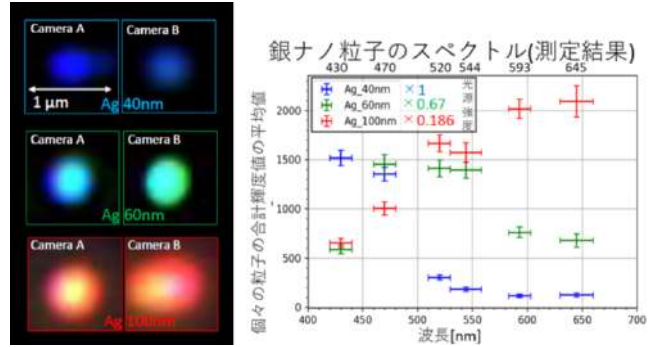 Camera A
Camera B
1 μm
Ag 40nm
Camera A
Camera B
Ag 60nm
Camera A
Camera B
Ag 100nm
銀ナノ粒子のスペクトル(測定結果)
430 470 520 544 593 645
Ag_40nm × 1
Ag_60nm × 0.67
Ag_100nm × 0.186
光源強度
個々の粒子の合計輝度値の平均値
2000
1500
1000
500
0
400 450 500 550 600 650 700
波長[nm]